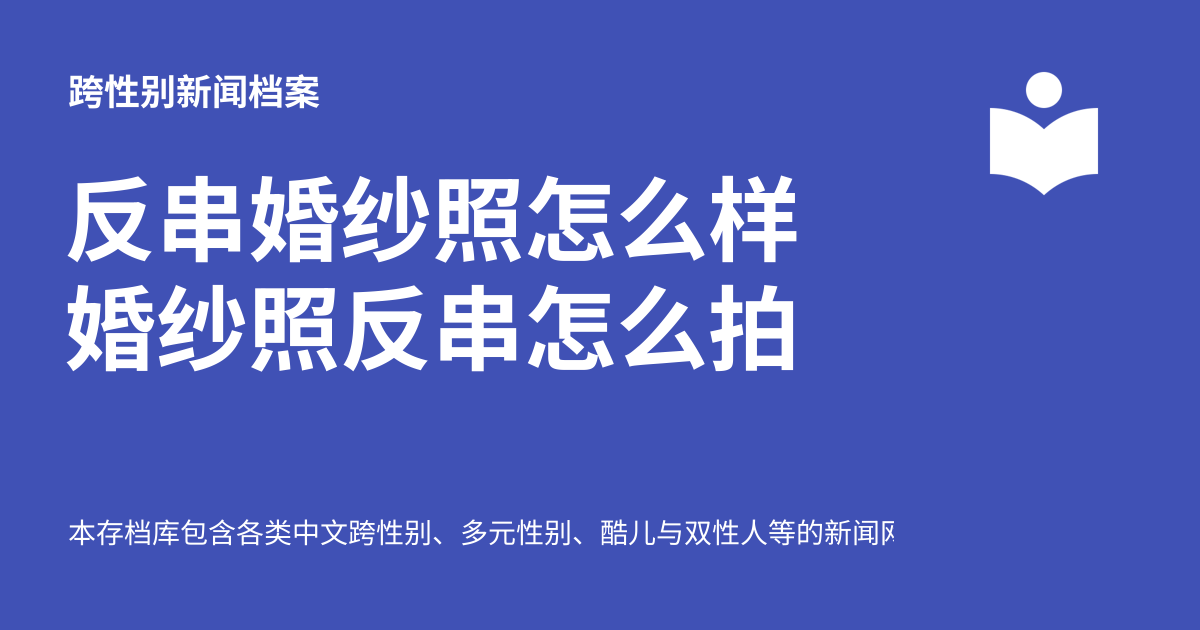 跨性别新闻档案
反串婚纱照怎么样
婚纱照反串怎么拍
本存档库包含各类中文跨性别、多元性别、酷儿与双性人等的新闻